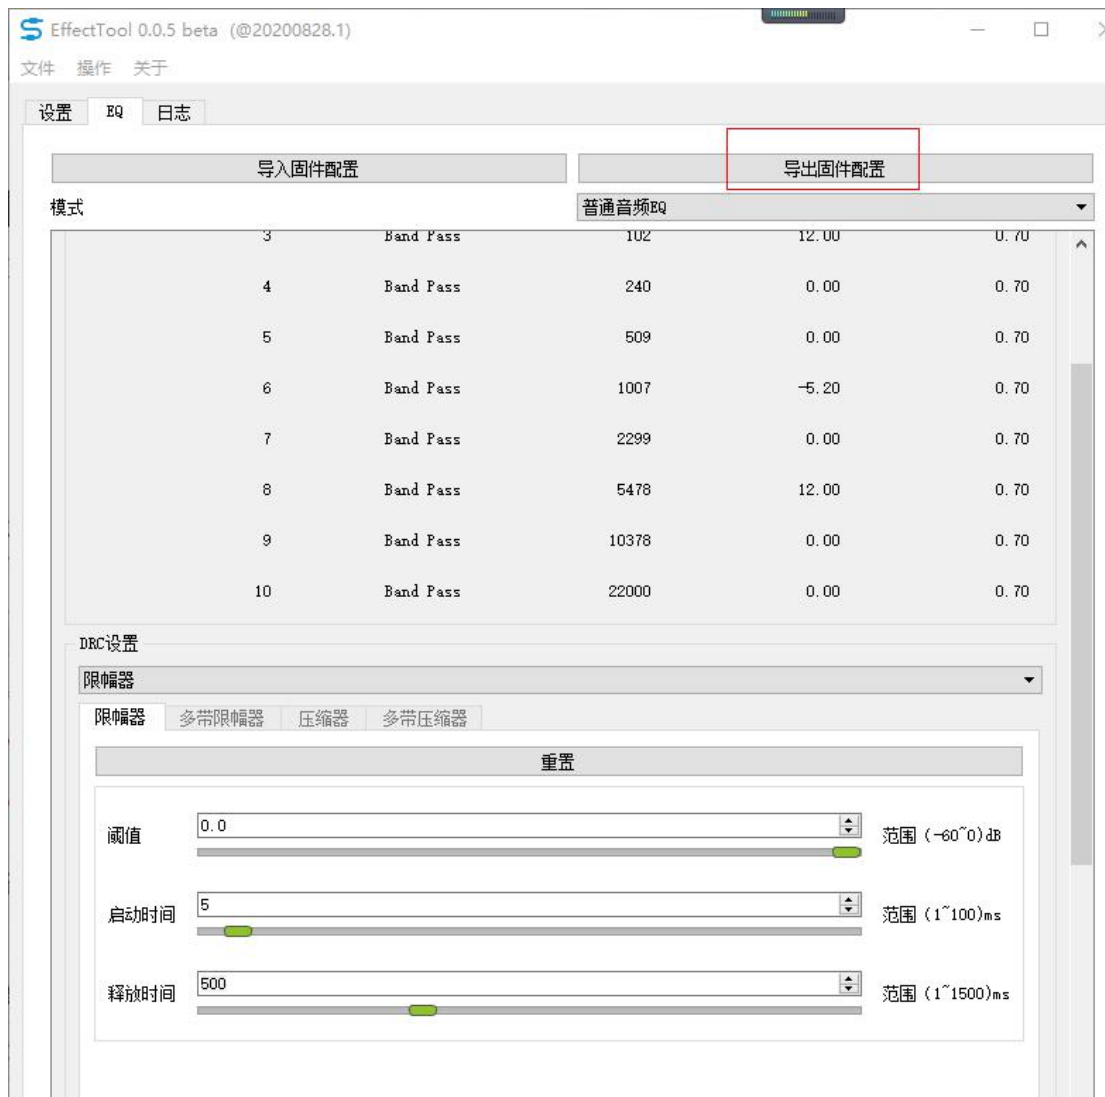 EffectTool 0.0.5 beta (@20200828.1)
文件 操作 关于
设置 EQ 日志
导入固件配置 导出固件配置
模式 普通音频EQ
3 Band Pass 102 12.00 0.70
4 Band Pass 240 0.00 0.70
5 Band Pass 509 0.00 0.70
6 Band Pass 1007 -5.20 0.70
7 Band Pass 2299 0.00 0.70
8 Band Pass 5478 12.00 0.70
9 Band Pass 10378 0.00 0.70
10 Band Pass 22000 0.00 0.70
DRC设置
限幅器
限幅器 多带限幅器 压缩器 多带压缩器
重置
阈值 0.0 范围 (-60~0)dB
启动时间 5 范围 (1~100)ms
释放时间 500 范围 (1~1500)ms